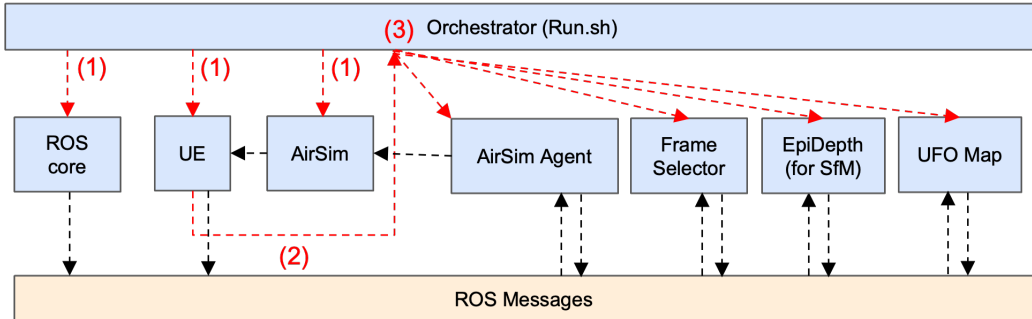 (3) Orchestrator (Run.sh)
(1)
(1)
(1)
ROS
core
UE
AirSim
AirSim Agent
Frame
Selector
EpiDepth
(for SfM)
UFO Map
(2)
ROS Messages